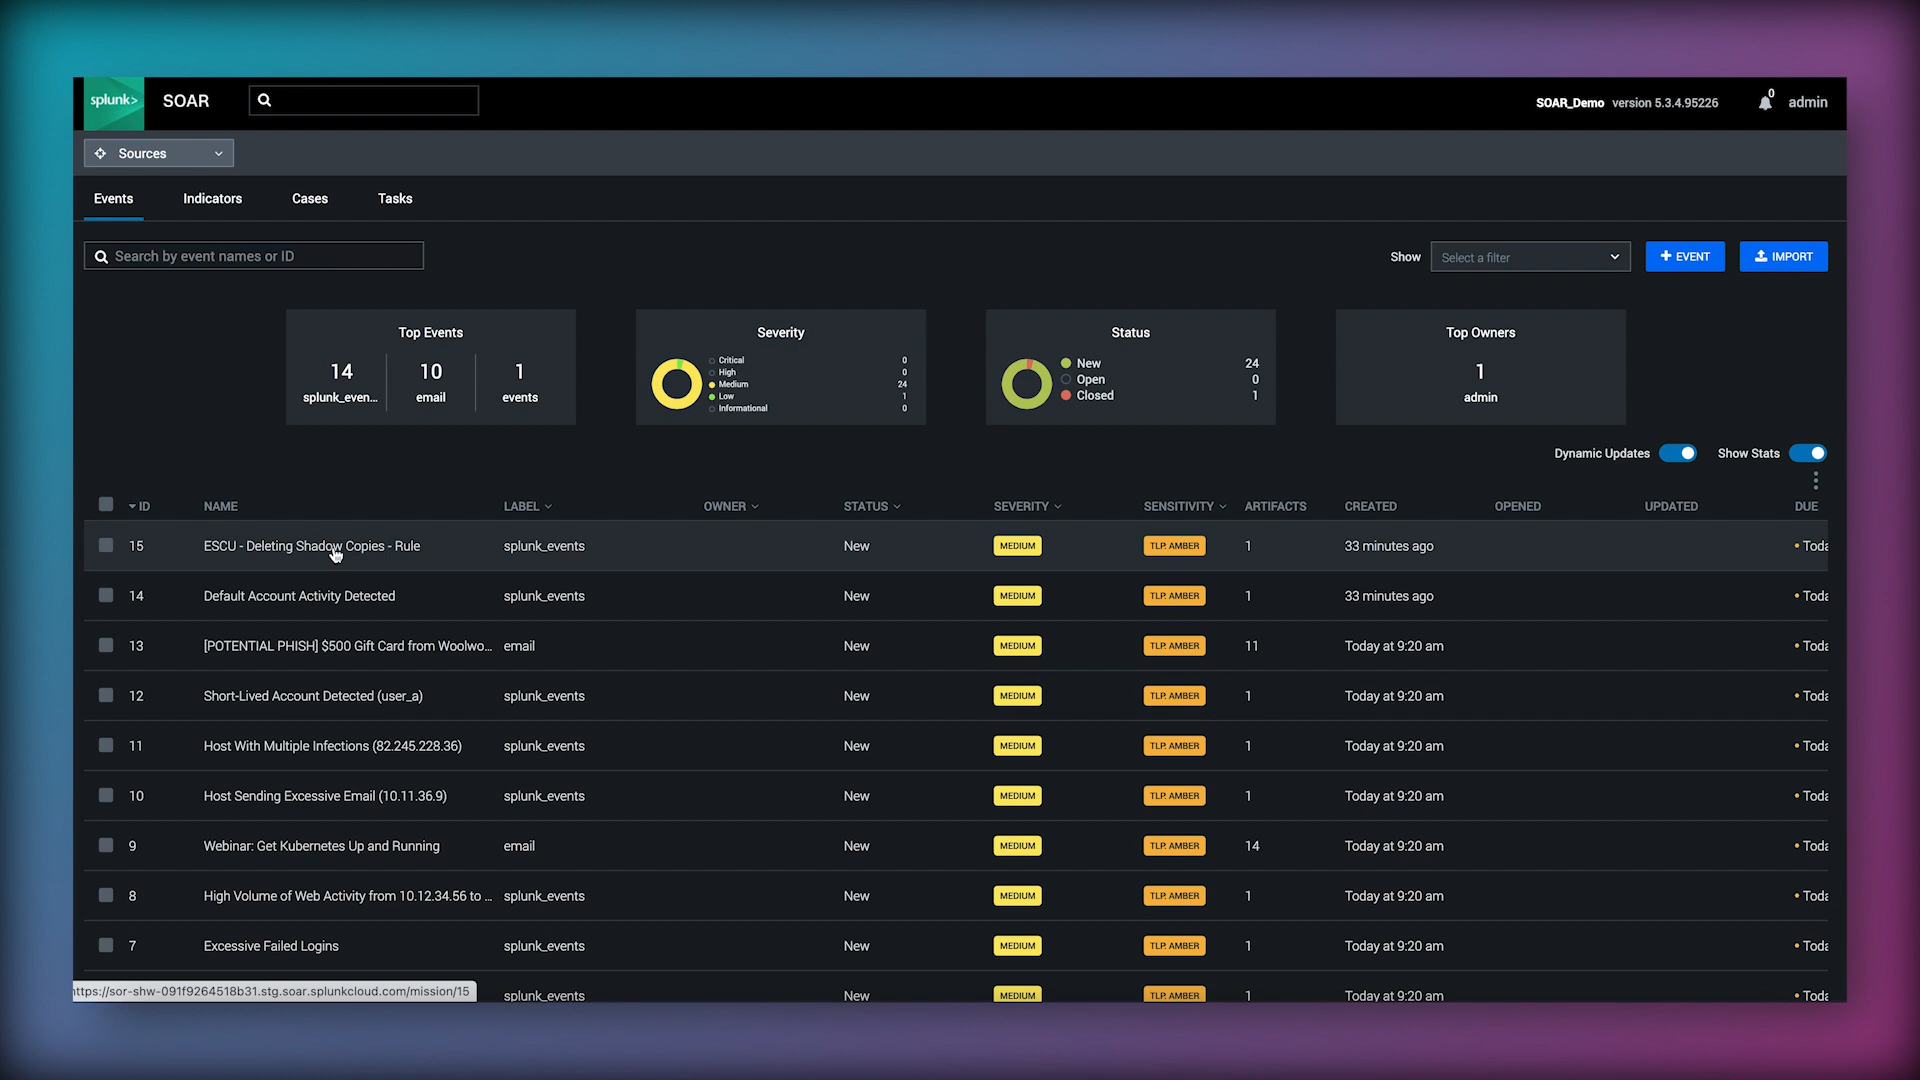 splunk> SOAR SOAR_Demo version 5.3.4.95226 0 admin
Sources
Events Indicators Cases Tasks
Search by event names or ID Show Select a filter + EVENT IMPORT
Top Events Severity Status Top Owners
14 10 1
splunk_even... email events
Critical 0
High 0
Medium 24
Low 1
Informational 0
New 24
Open 0
Closed 1
1
admin
Dynamic Updates Show Stats
ID NAME LABEL OWNER STATUS SEVERITY SENSITIVITY ARTIFACTS CREATED OPENED UPDATED DUE
15 ESCU - Deleting Shadow Copies - Rule splunk_events New MEDIUM TLP: AMBER 1 33 minutes ago • Toda
14 Default Account Activity Detected splunk_events New MEDIUM TLP: AMBER 1 33 minutes ago • Toda
13 [POTENTIAL PHISH] $500 Gift Card from Woolwo... email New MEDIUM TLP: AMBER 11 Today at 9:20 am • Toda
12 Short-Lived Account Detected (user_a) splunk_events New MEDIUM TLP: AMBER 1 Today at 9:20 am • Toda
11 Host With Multiple Infections (82.245.228.36) splunk_events New MEDIUM TLP: AMBER 1 Today at 9:20 am • Toda
10 Host Sending Excessive Email (10.11.36.9) splunk_events New MEDIUM TLP: AMBER 1 Today at 9:20 am • Toda
9 Webinar: Get Kubernetes Up and Running email New MEDIUM TLP: AMBER 14 Today at 9:20 am • Toda
8 High Volume of Web Activity from 10.12.34.56 to ... splunk_events New MEDIUM TLP: AMBER 1 Today at 9:20 am • Toda
7 Excessive Failed Logins splunk_events New MEDIUM TLP: AMBER 1 Today at 9:20 am • Toda
https://sor-shw-091f9264518b31.stg.soar.splunkcloud.com/mission/15 splunk_events New MEDIUM TLP: AMBER 1 Today at 9:20 am • Toda